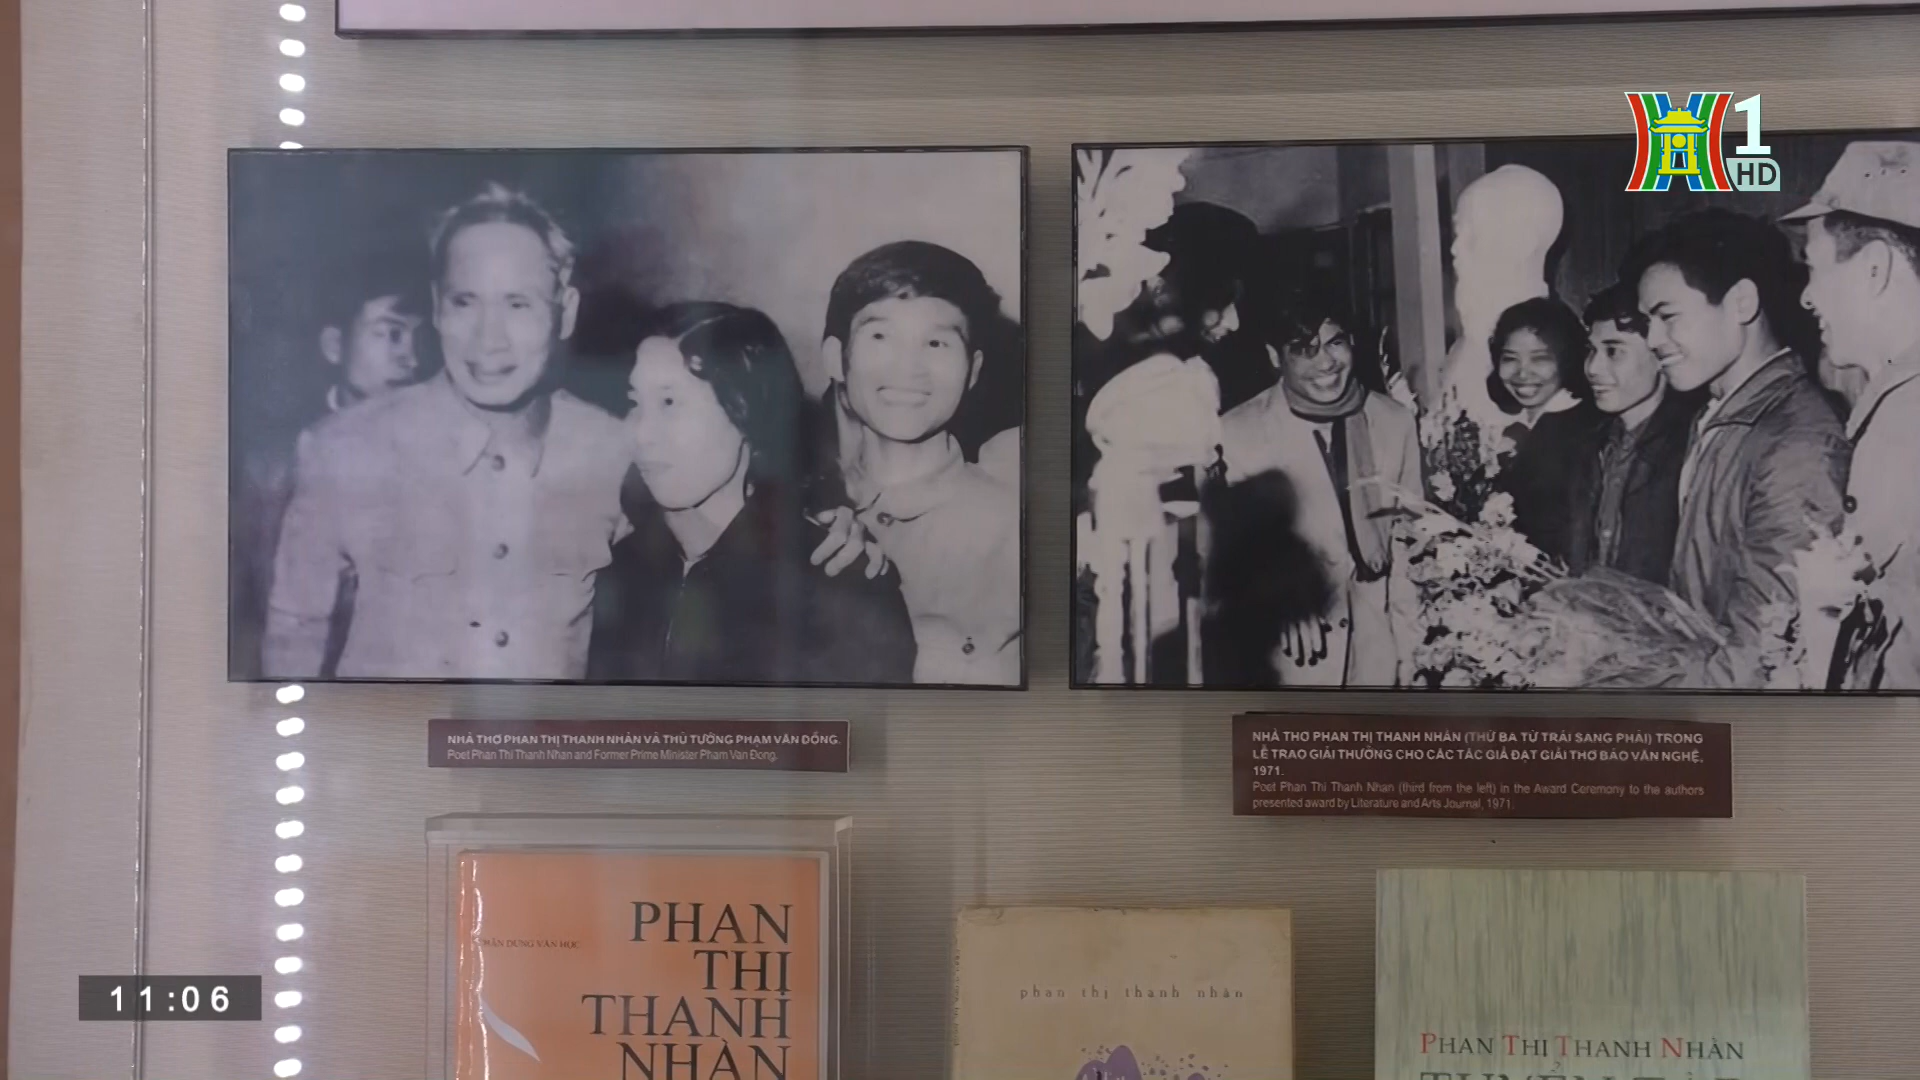 1
HD
NHÀ THƠ PHAN THỊ THANH NHÀN VÀ THỦ TƯỚNG PHẠM VĂN ĐỒNG.
Poet Phan Thi Thanh Nhan and Former Prime Minister Pham Van Dong.
NHÀ THƠ PHAN THỊ THANH NHÀN (THỨ BA TỪ TRÁI SANG PHẢI) TRONG
LỄ TRAO GIẢI THƯỞNG CHO CÁC TÁC GIẢ ĐẠT GIẢI THƠ BÁO VĂN NGHỆ,
1971.
Poet Phan Thi Thanh Nhan (third from the left) in the Award Ceremony to the authors
presented award by Literature and Arts Journal, 1971.
CHÂN DUNG VĂN HỌC
PHAN
THỊ
THANH
NHÀN
phan thị thanh nhàn
PHAN THỊ THANH NHÀN
11:06